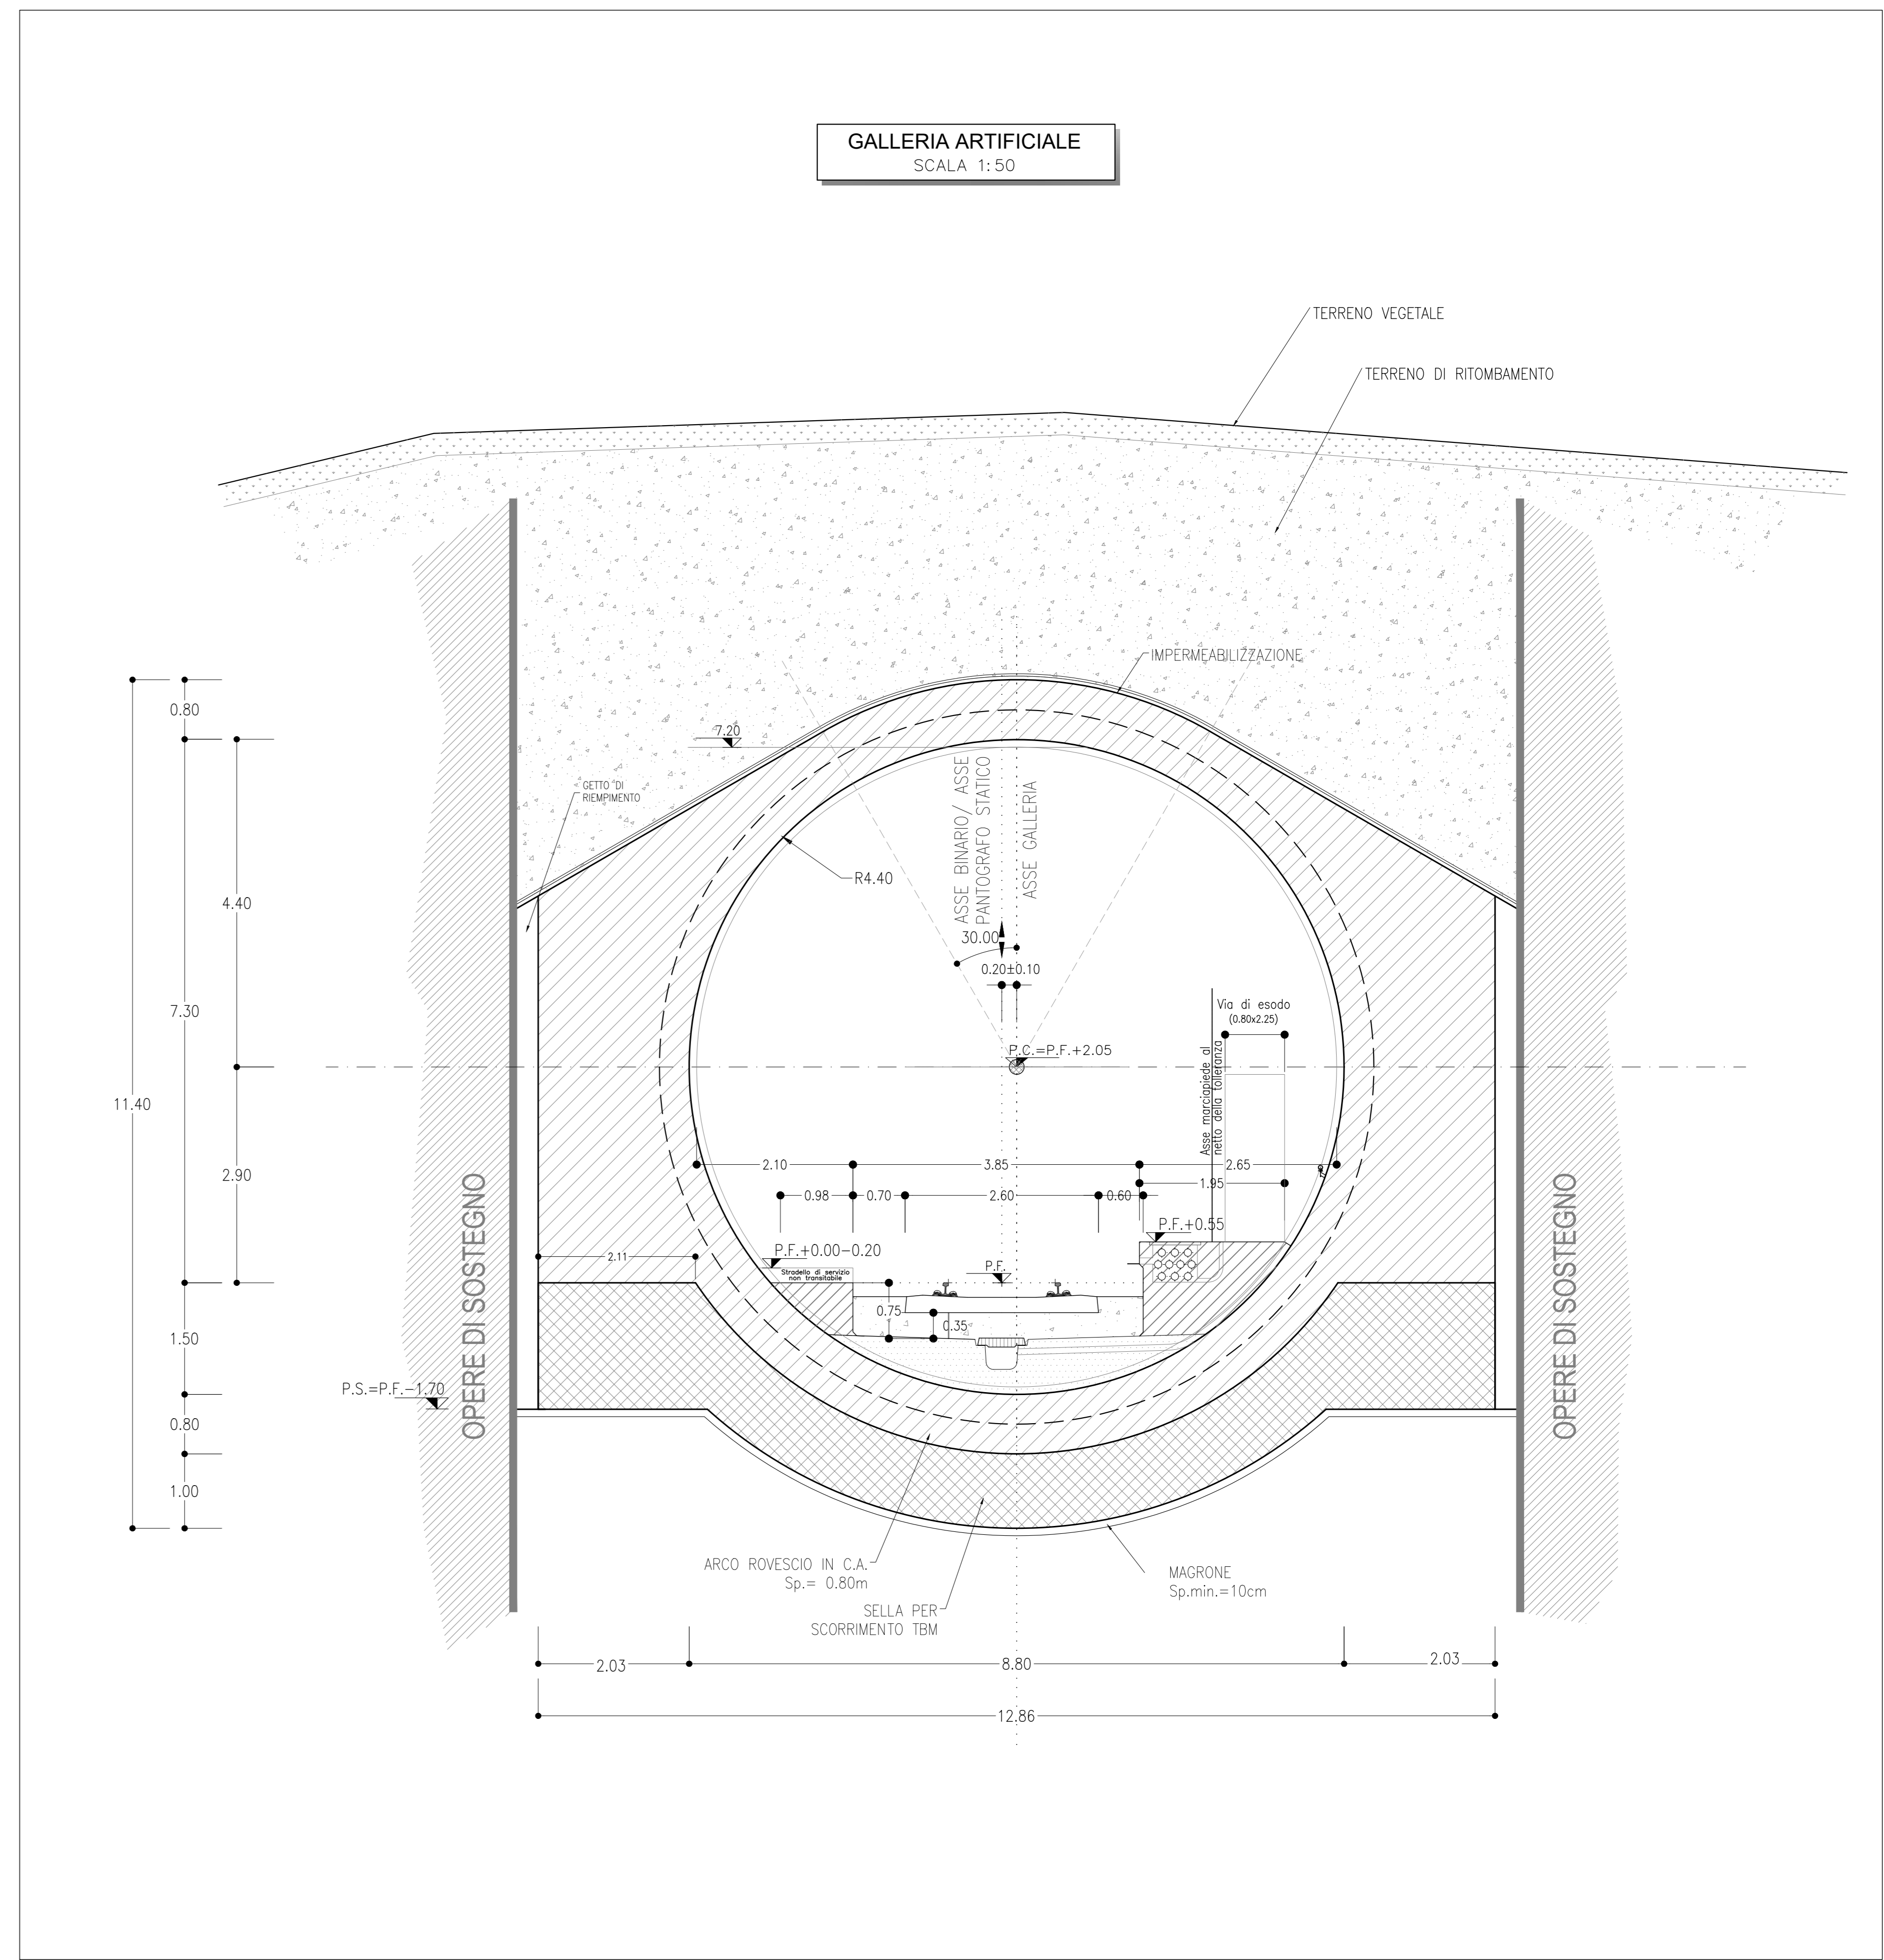 GALLERIA ARTIFICIALE
SCALA 1:50
TERRENO VEGETALE
TERRENO DI RITOMBAMENTO
IMPERMEABILIZZAZIONE
0.80
7.20
GETTO DI
RIEMPIMENTO
ASSE BINARIO/ ASSE
PANTOGRAFO STATICO
ASSE GALLERIA
R4.40
4.40
30.00
0.20±0.10
7.30
Via di esodo
(0.80x2.25)
P.C.=P.F.+2.05
Asse marciapiede al
netto della tolleranza
11.40
2.90
2.10
3.85
2.65
1.95
0.98
0.70
2.60
0.60
OPERE DI SOSTEGNO
OPERE DI SOSTEGNO
P.F.+0.55
2.11
P.F.+0.00-0.20
Stradello di servizio
non transitabile
P.F.
0.75
0.35
1.50
P.S.=P.F.-1.70
0.80
1.00
ARCO ROVESCIO IN C.A.
Sp.= 0.80m
MAGRONE
Sp.min.=10cm
SELLA PER
SCORRIMENTO TBM
2.03
8.80
2.03
12.86